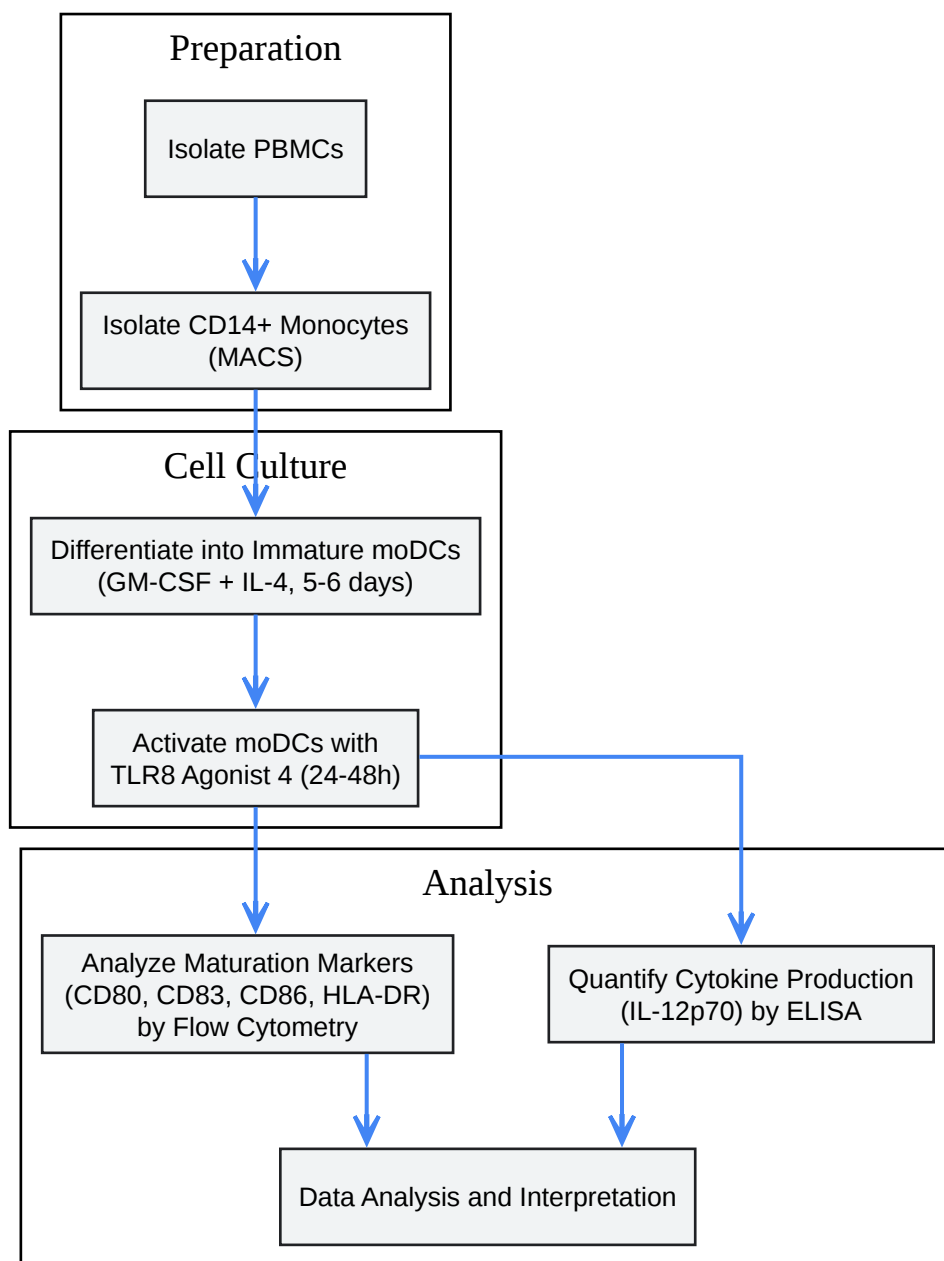 Preparation
Isolate PBMCs
Isolate CD14+ Monocytes
(MACS)
Cell Culture
Differentiate into Immature moDCs
(GM-CSF + IL-4, 5-6 days)
Activate moDCs with
TLR8 Agonist 4 (24-48h)
Analysis
Analyze Maturation Markers
(CD80, CD83, CD86, HLA-DR)
by Flow Cytometry
Quantify Cytokine Production
(IL-12p70) by ELISA
Data Analysis and Interpretation